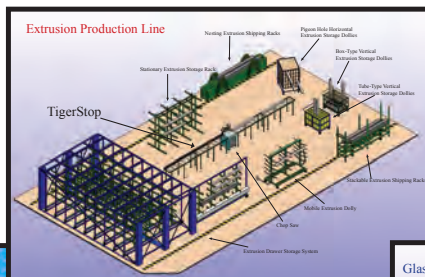 Extrusion Production Line
Nesting Extrusion Shipping Racks
Pigeon Hole Horizontal
Extrusion Storage Dollies
Box-Type Vertical
Extrusion Storage Dollies
Stationary Extrusion Storage Rack
Tube-Type Vertical
Extrusion Storage Dollies
TigerStop
Stackable Extrusion Shipping Racks
Mobile Extrusion Dolly
Chop Saw
Extrusion Drawer Storage System
Glas